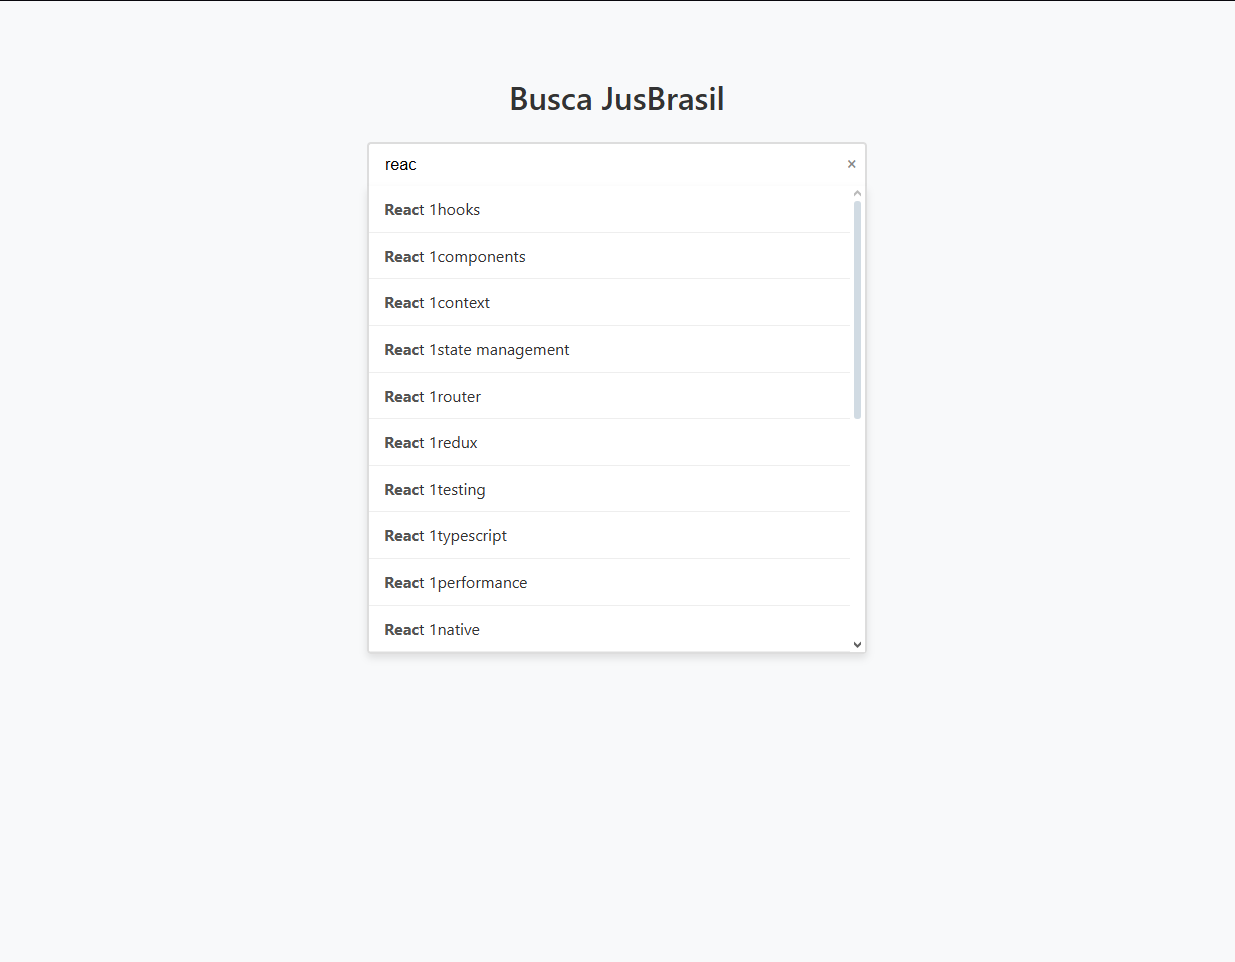 Busca JusBrasil
reac ×
React 1hooks
React 1components
React 1context
React 1state management
React 1router
React 1redux
React 1testing
React 1typescript
React 1performance
React 1native